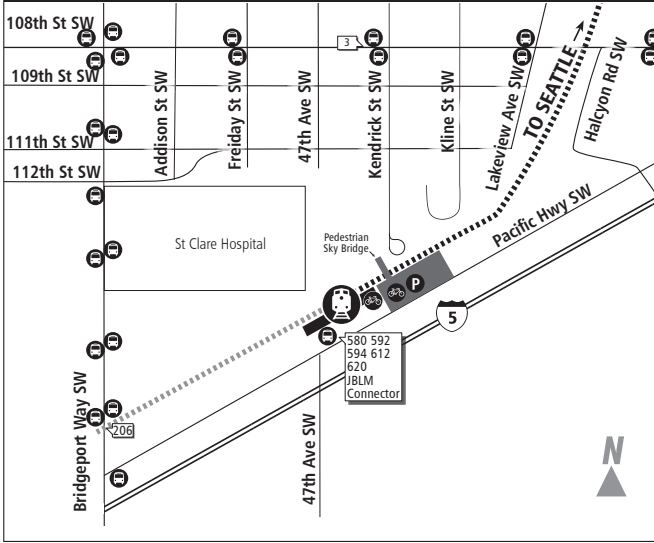 108th St SW
3
109th St SW
111th St SW
112th St SW
Addison St SW
Freiday St SW
47th Ave SW
Kendrick St SW
Kline St SW
Lakeview Ave SW
TO SEATTLE
Halcyon Rd SW
Pacific Hwy SW
St Clare Hospital
Pedestrian
Sky Bridge
P
5
580 592
594 612
620
JBLM
Connector
206
Bridgeport Way SW
47th Ave SW
N